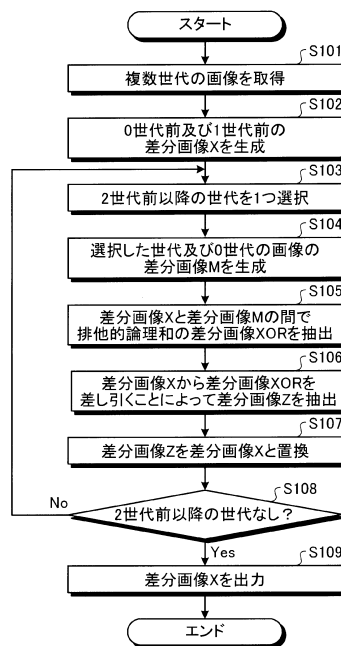 スタート
S101
複数世代の画像を取得
S102
0世代前及び1世代前の
差分画像Xを生成
S103
2世代前以降の世代を1つ選択
S104
選択した世代及び0世代の画像の
差分画像Mを生成
S105
差分画像Xと差分画像Mの間で
排他的論理和の差分画像XORを抽出
S106
差分画像Xから差分画像XORを
差し引くことによって差分画像Zを抽出
S107
差分画像Zを差分画像Xと置換
S108
No
2世代前以降の世代なし？
Yes
S109
差分画像Xを出力
エンド